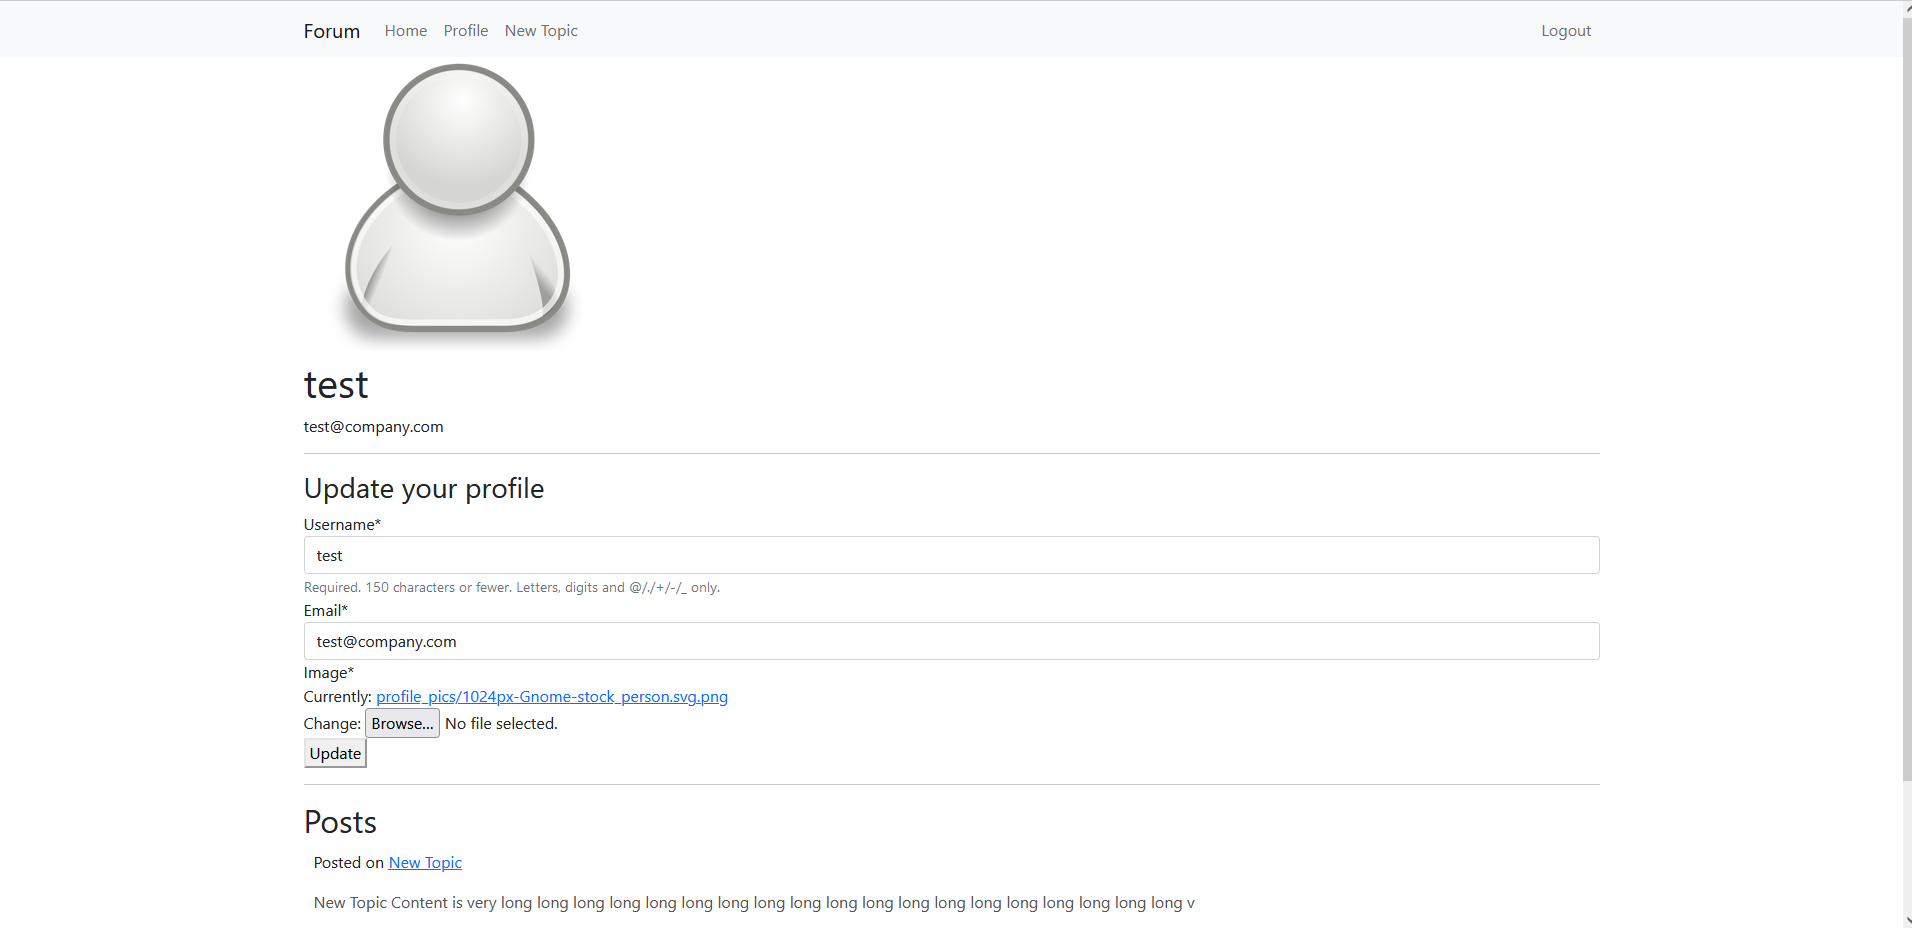 Forum Home Profile New Topic Logout
test
test@company.com
Update your profile
Username*
test
Required. 150 characters or fewer. Letters, digits and @/./+/-/_ only.
Email*
test@company.com
Image*
Currently: profile_pics/1024px-Gnome-stock_person.svg.png
Change: Browse... No file selected.
Update
Posts
Posted on New Topic
New Topic Content is very long long long long long long long long long long long long long long long long long long long v